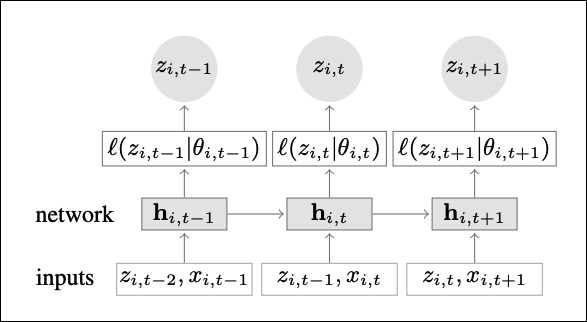 z_{i,t−1} z_{i,t} z_{i,t+1}
ℓ(z_{i,t−1}|θ_{i,t−1}) ℓ(z_{i,t}|θ_{i,t}) ℓ(z_{i,t+1}|θ_{i,t+1})
network h_{i,t−1} h_{i,t} h_{i,t+1}
inputs z_{i,t−2}, x_{i,t−1} z_{i,t−1}, x_{i,t} z_{i,t}, x_{i,t+1}